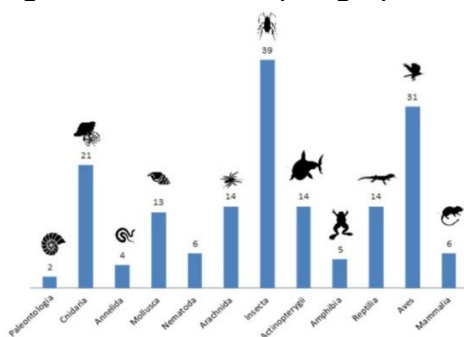 39
31
21
14
14
14
13
6
6
5
4
2
Paleontologia
Cnidaria
Annelida
Mollusca
Nematoda
Arachnida
Insecta
Actinopterygii
Amphibia
Reptilia
Aves
Mammalia